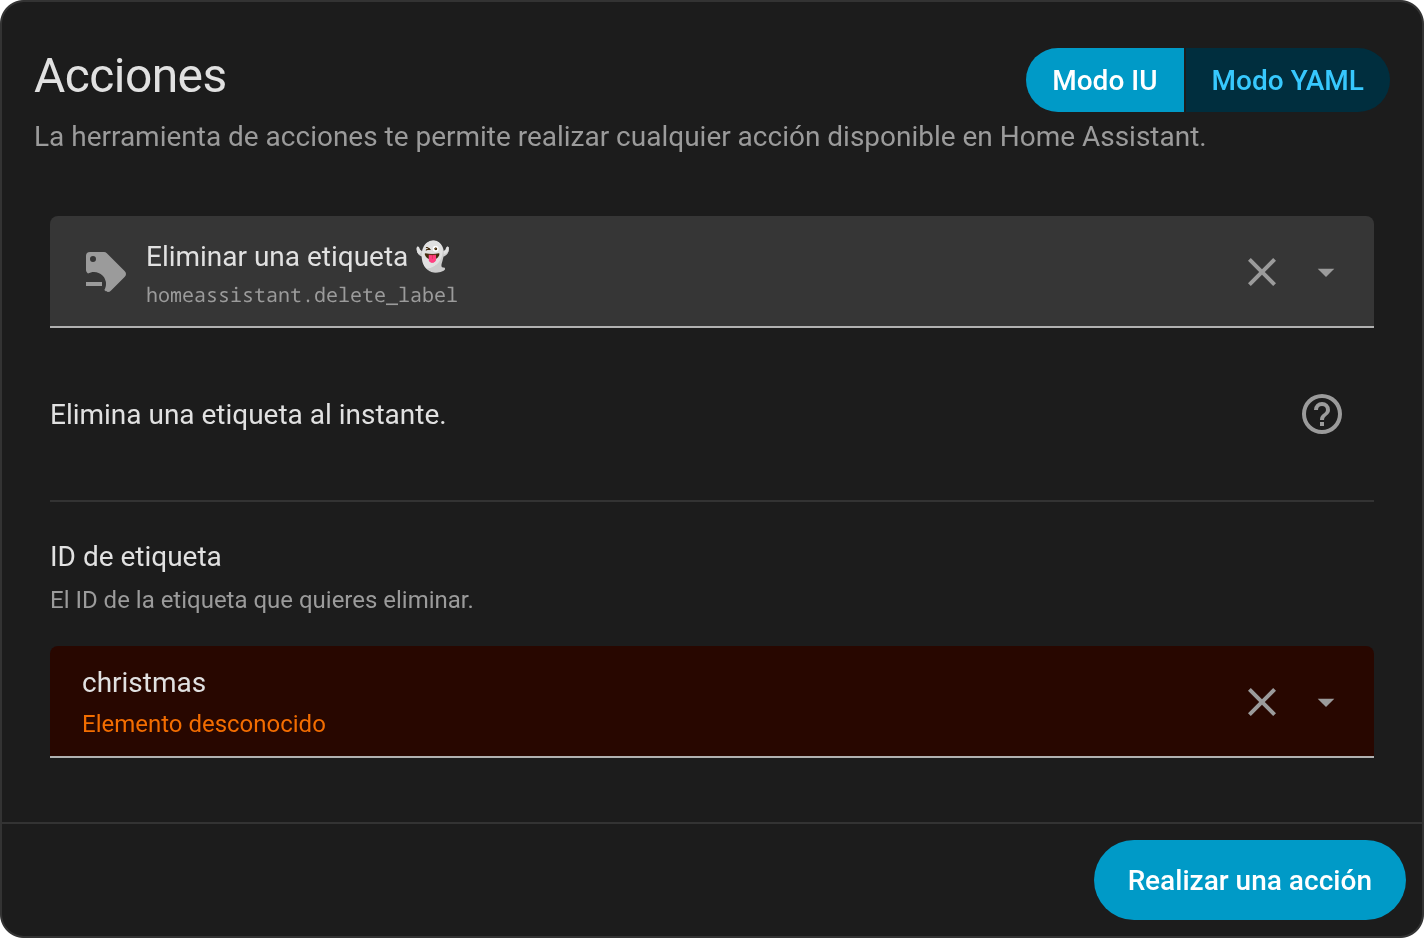 Acciones
Modo IU
Modo YAML
La herramienta de acciones te permite realizar cualquier acción disponible en Home Assistant.
Eliminar una etiqueta 👻
homeassistant.delete_label
Elimina una etiqueta al instante.
ID de etiqueta
El ID de la etiqueta que quieres eliminar.
christmas
Elemento desconocido
Realizar una acción